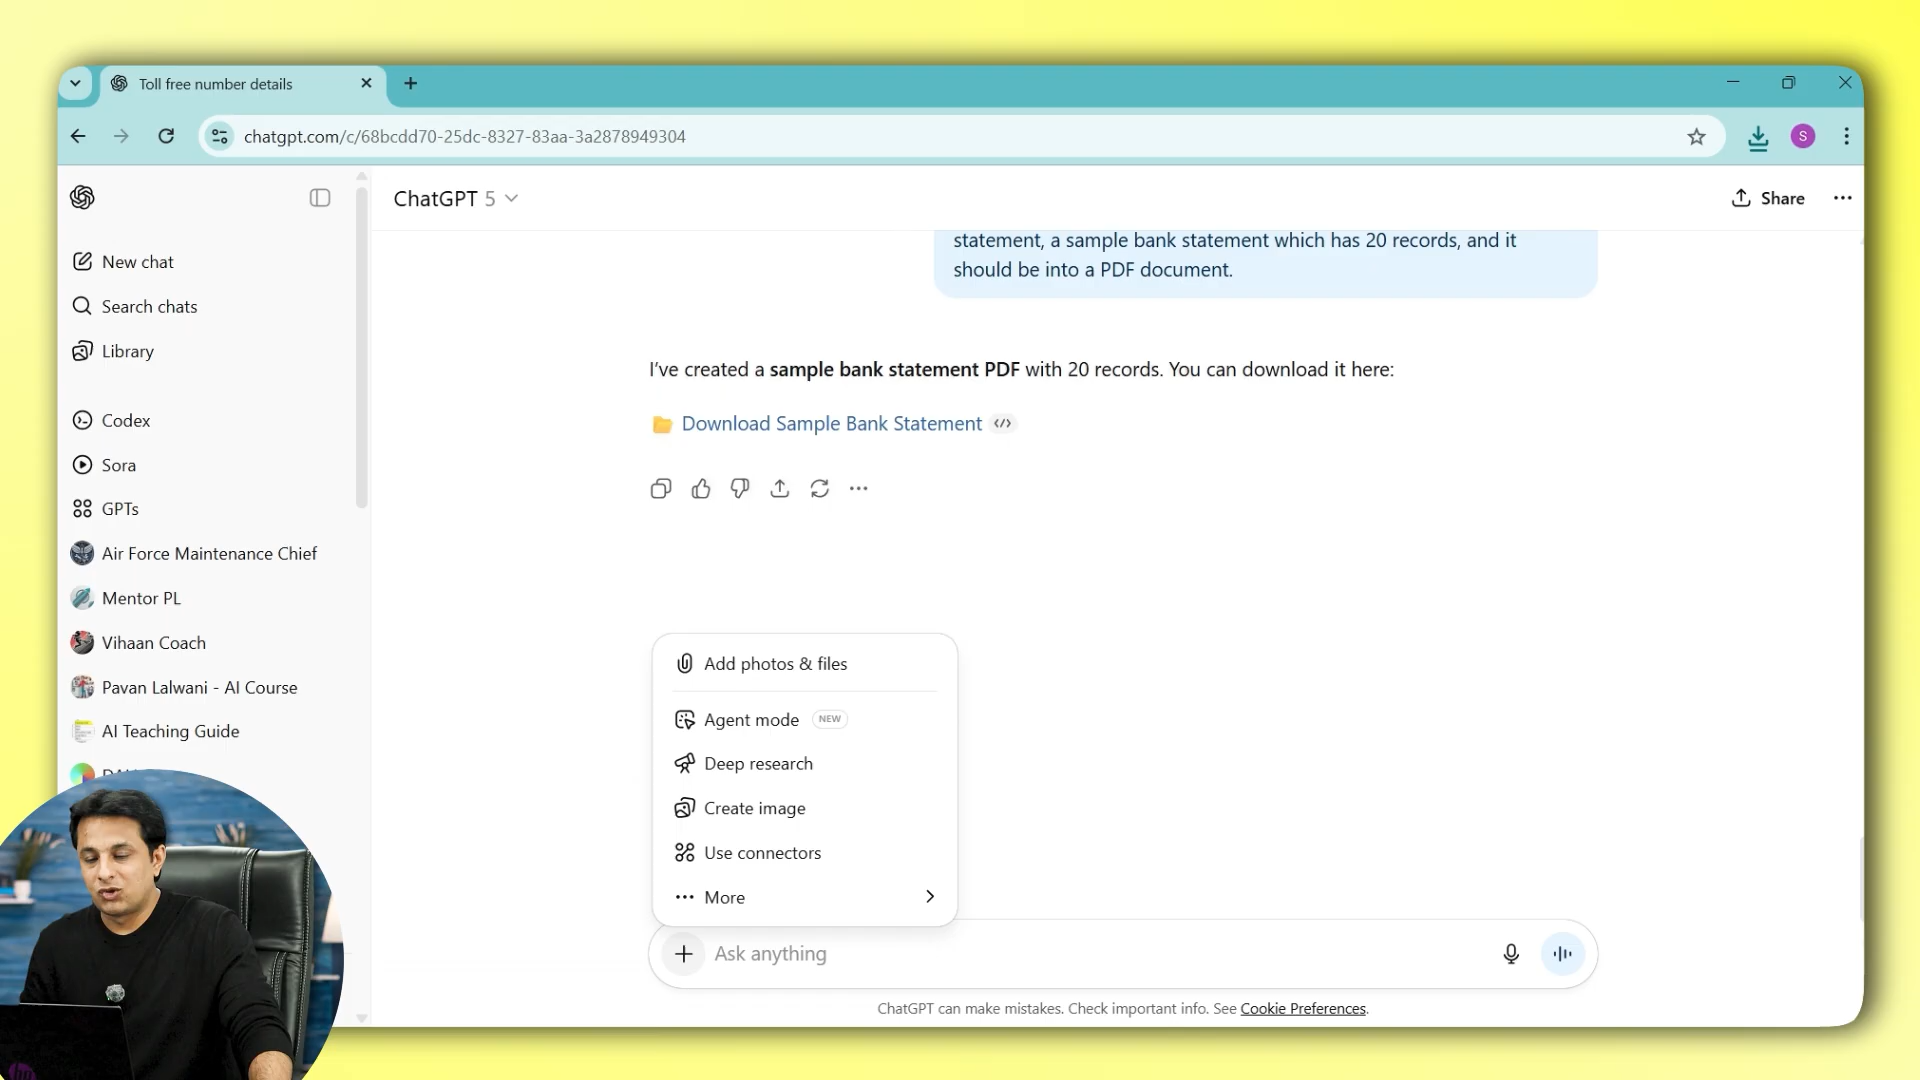 Toll free number details
chatgpt.com/c/68bcdd70-25dc-8327-83aa-3a2878949304
S
ChatGPT 5
Share
New chat
Search chats
Library
Codex
Sora
GPTs
Air Force Maintenance Chief
Mentor PL
Vihaan Coach
Pavan Lalwani - AI Course
AI Teaching Guide
statement, a sample bank statement which has 20 records, and it
should be into a PDF document.
I've created a sample bank statement PDF with 20 records. You can download it here:
Download Sample Bank Statement
Add photos & files
Agent mode NEW
Deep research
Create image
Use connectors
More
Ask anything
ChatGPT can make mistakes. Check important info. See Cookie Preferences.
hp